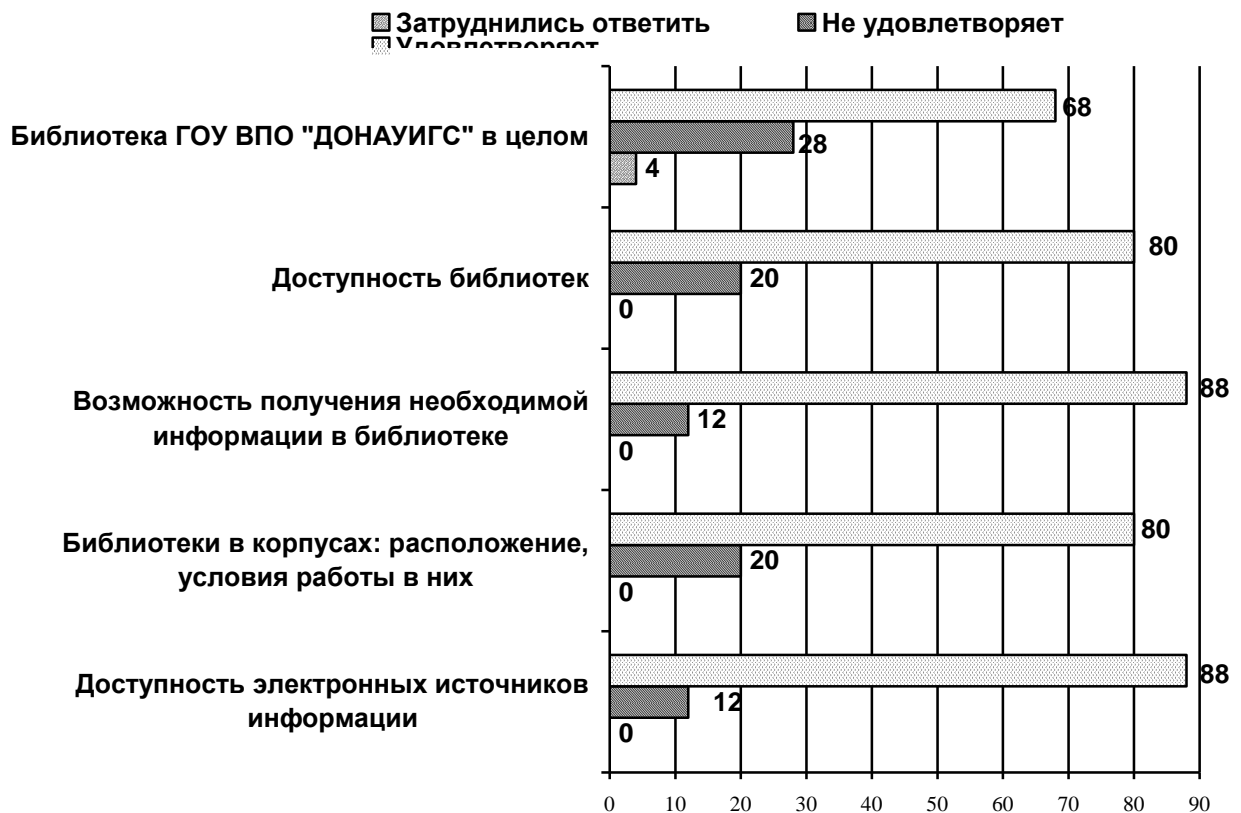 Затруднились ответить Не удовлетворяет
Удовлетворяет
Библиотека ГОУ ВПО "ДОНАУИГС" в целом
68
28
4
Доступность библиотек
80
20
0
Возможность получения необходимой
информации в библиотеке
88
12
0
Библиотеки в корпусах: расположение,
условия работы в них
80
20
0
Доступность электронных источников
информации
88
12
0
0 10 20 30 40 50 60 70 80 90